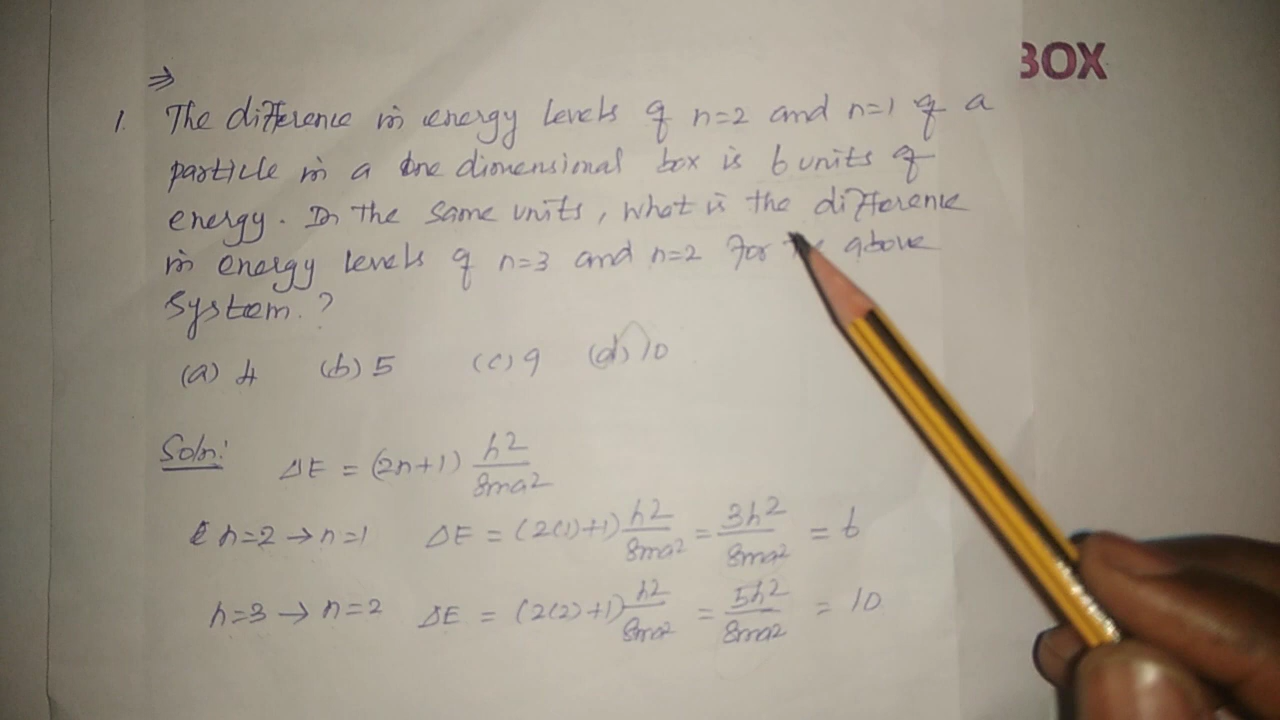 BOX
⇒
1. The difference in energy levels of n=2 and n=1 of a
particle in a one dimensional box is 6 units of
energy. In the same units, what is the difference
in energy levels of n=3 and n=2 for above
system.?
(a) 4 (b) 5 (c) 9 (d) 10
Soln:
ΔE = (2n+1) h2/8ma2
n=2 → n=1 ΔE = (2(1)+1) h2/8ma2 = 3h2/8ma2 = 6
n=3 → n=2 ΔE = (2(2)+1) h2/8ma2 = 5h2/8ma2 = 10